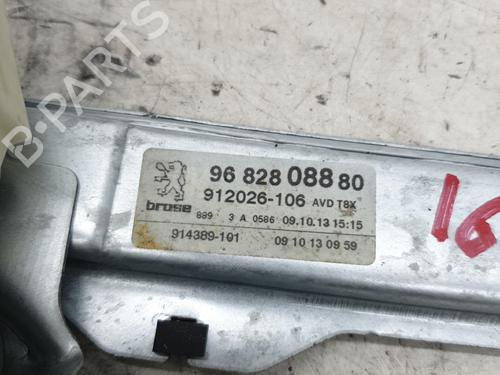 B-PARTS
96 828 088 80
912026-106 AVD T8X
brose 889 3 A 0586 09.10.13 15:15
914389-101 09 10 13 09 59
16